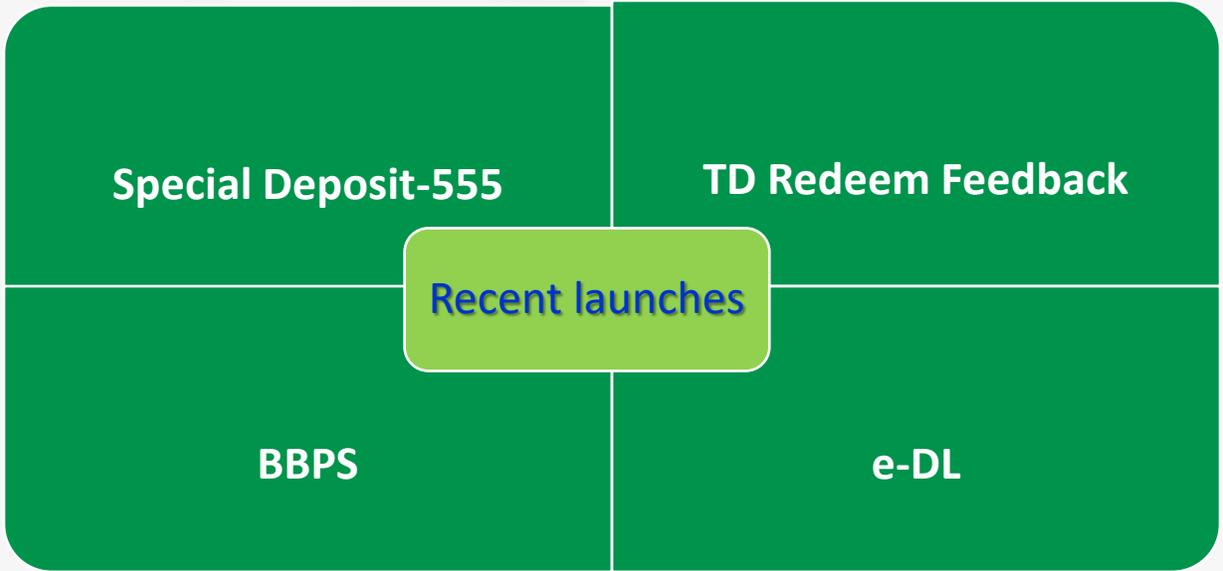 Special Deposit-555
TD Redeem Feedback
Recent launches
BBPS
e-DL